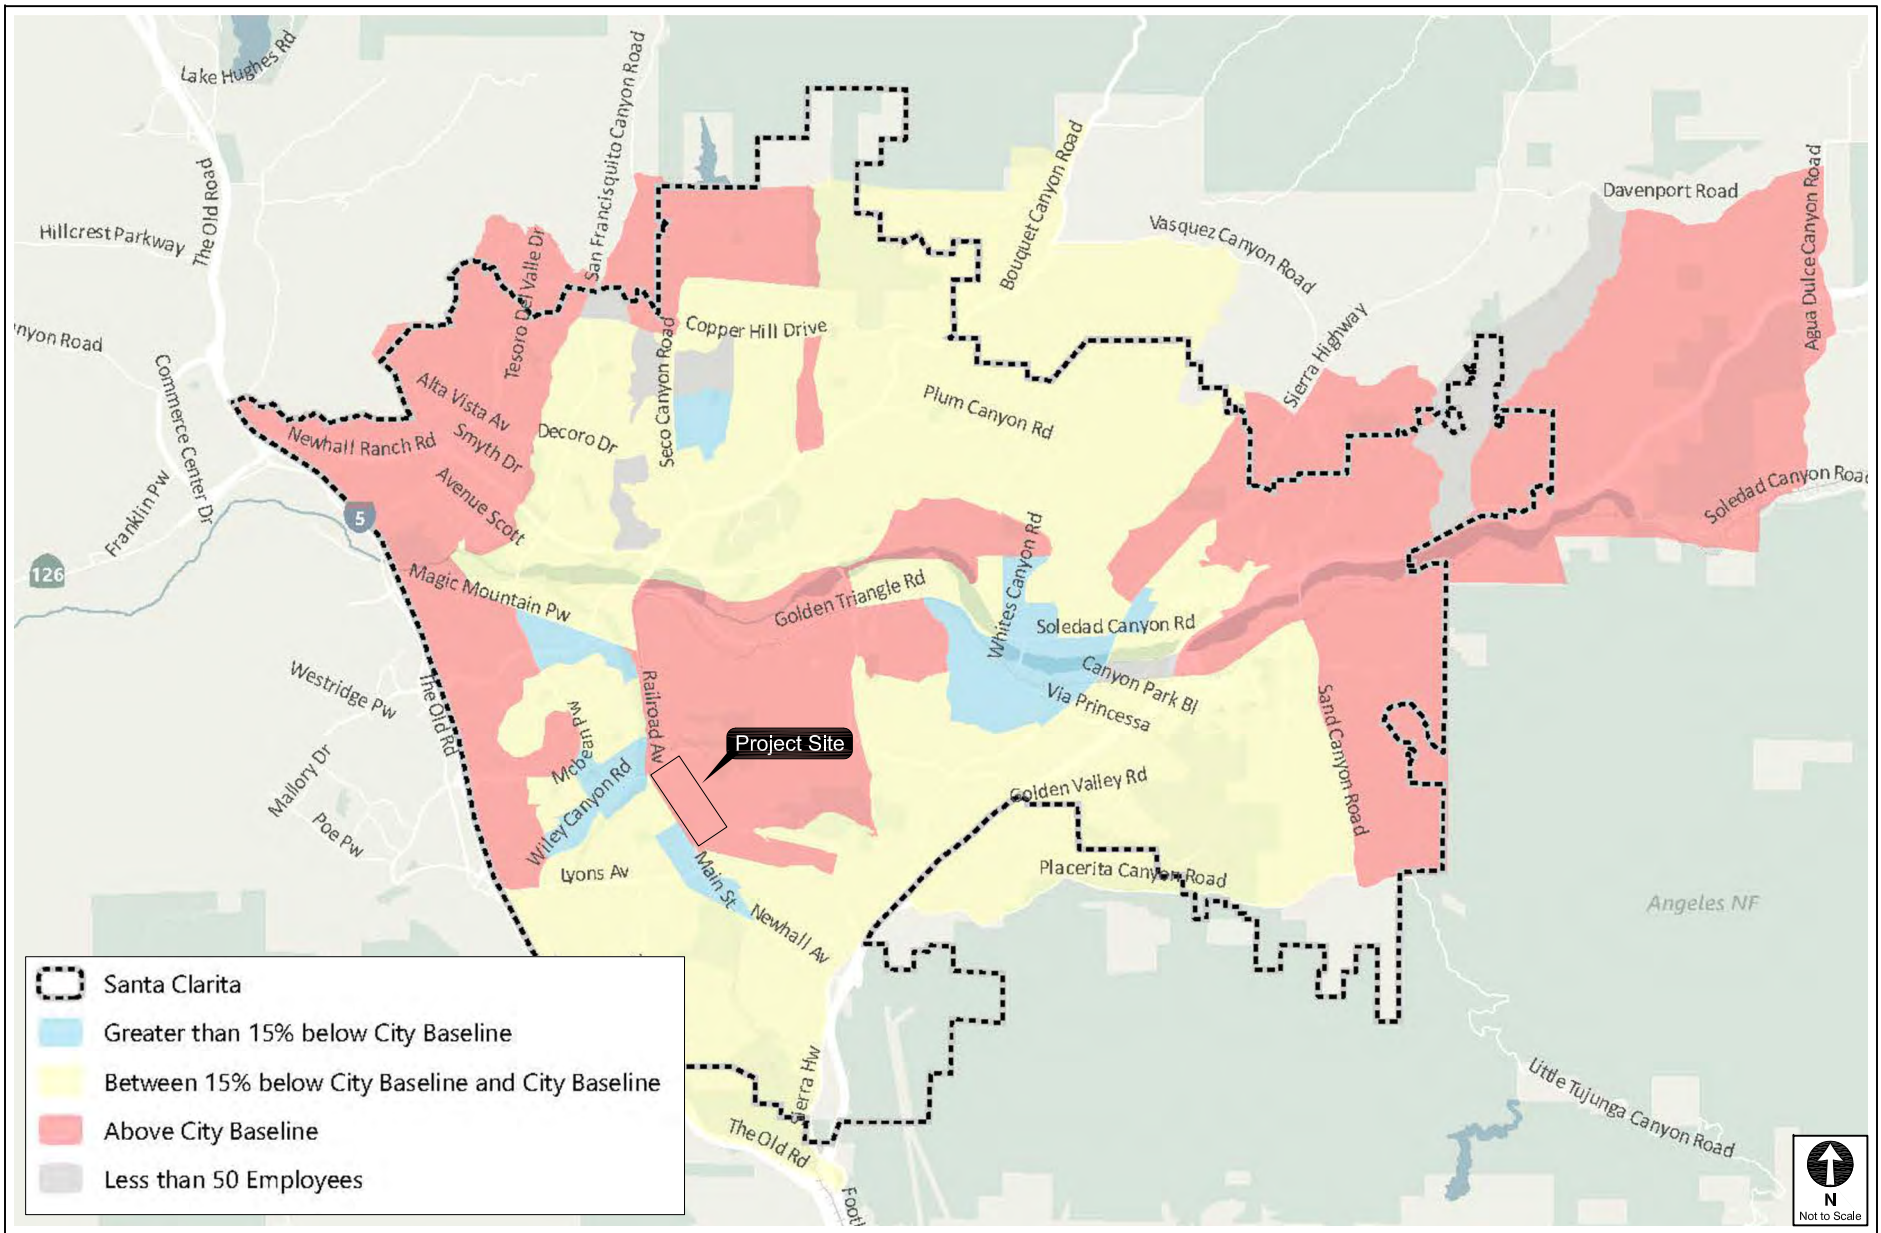 Lake Hughes Rd
The Old Road
Hillcrest Parkway
nyon Road
Commerce Center Dr
Franklin Pw
126
5
San Francisquito Canyon Road
Tesoro Del Valle Dr
Alta Vista Av
Newhall Ranch Rd
Smyth Dr
Avenue Scott
Decoro Dr
Seco Canyon Road
Copper Hill Drive
Plum Canyon Rd
Bouquet Canyon Road
Vasquez Canyon Road
Sierra Highway
Davenport Road
Agua Dulce Canyon Road
Soledad Canyon Road
Magic Mountain Pw
Golden Triangle Rd
Whites Canyon Rd
Soledad Canyon Rd
Canyon Park Bl
Via Princessa
Westridge Pw
The Old Rd
Mallory Dr
Poe Pw
Mcbean Pw
Railroad Av
Project Site
Wiley Canyon Rd
Lyons Av
Main St
Newhall Av
Golden Valley Rd
Placerita Canyon Road
Sand Canyon Road
Angeles NF
Sierra Hw
The Old Rd
Foot
Little Tujunga Canyon Road
Santa Clarita
Greater than 15% below City Baseline
Between 15% below City Baseline and City Baseline
Above City Baseline
Less than 50 Employees
N
Not to Scale